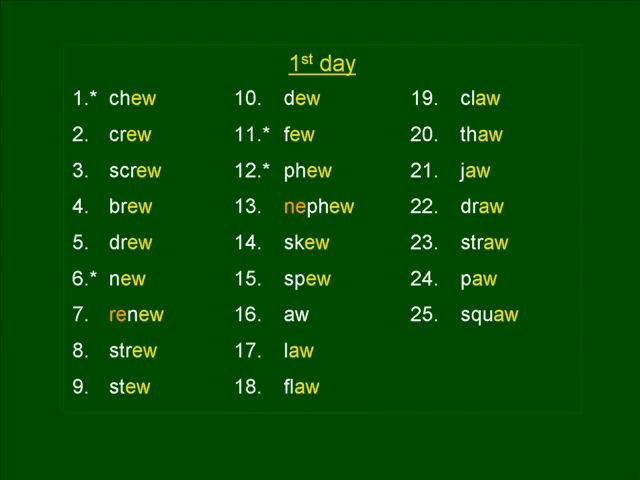 1st day
1.* chew
2. crew
3. screw
4. brew
5. drew
6.* new
7. renew
8. strew
9. stew
10. dew
11.* few
12.* phew
13. nephew
14. skew
15. spew
16. aw
17. law
18. flaw
19. claw
20. thaw
21. jaw
22. draw
23. straw
24. paw
25. squaw